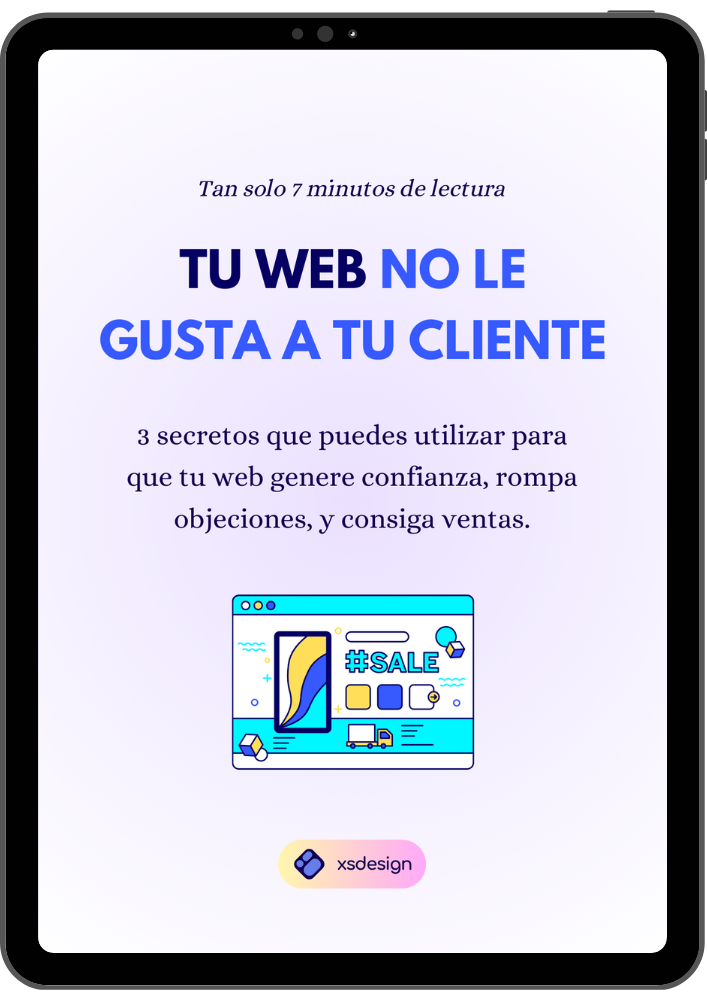 Tan solo 7 minutos de lectura
TU WEB NO LE
GUSTA A TU CLIENTE
3 secretos que puedes utilizar para
que tu web genere confianza, rompa
objeciones, y consiga ventas.
#SALE
xsdesign